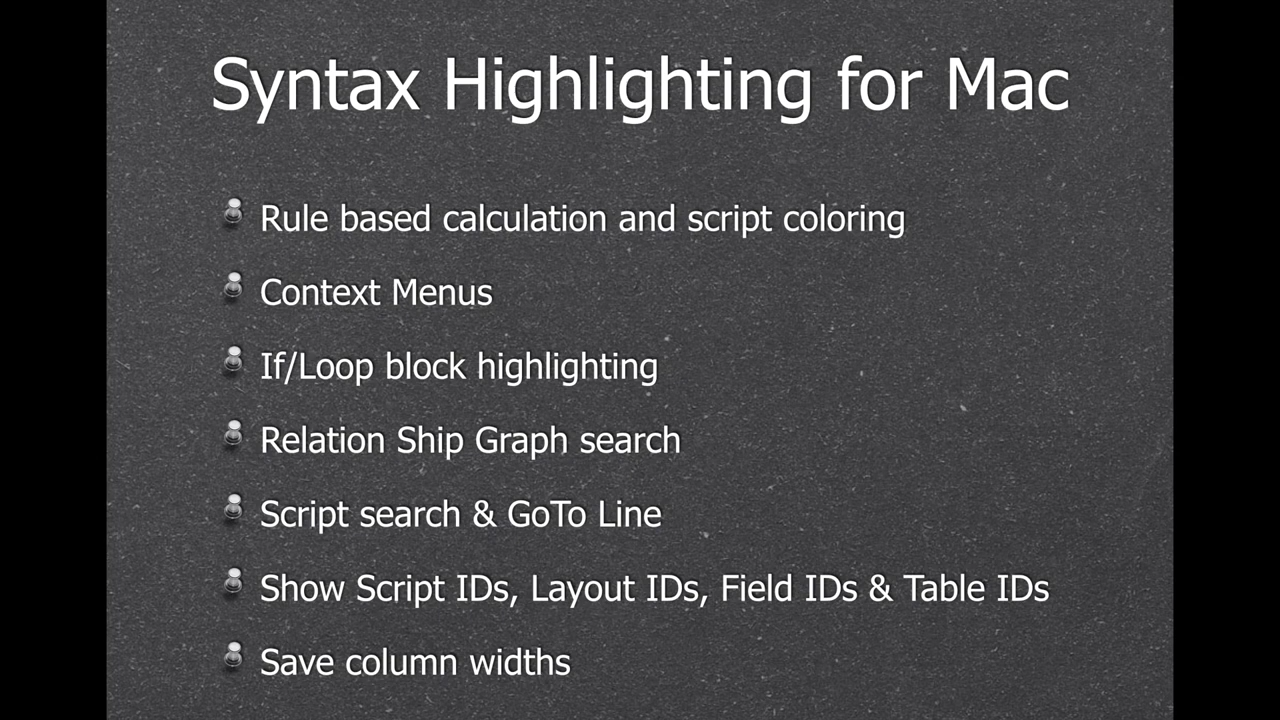 Syntax Highlighting for Mac
Rule based calculation and script coloring
Context Menus
If/Loop block highlighting
Relation Ship Graph search
Script search & GoTo Line
Show Script IDs, Layout IDs, Field IDs & Table IDs
Save column widths